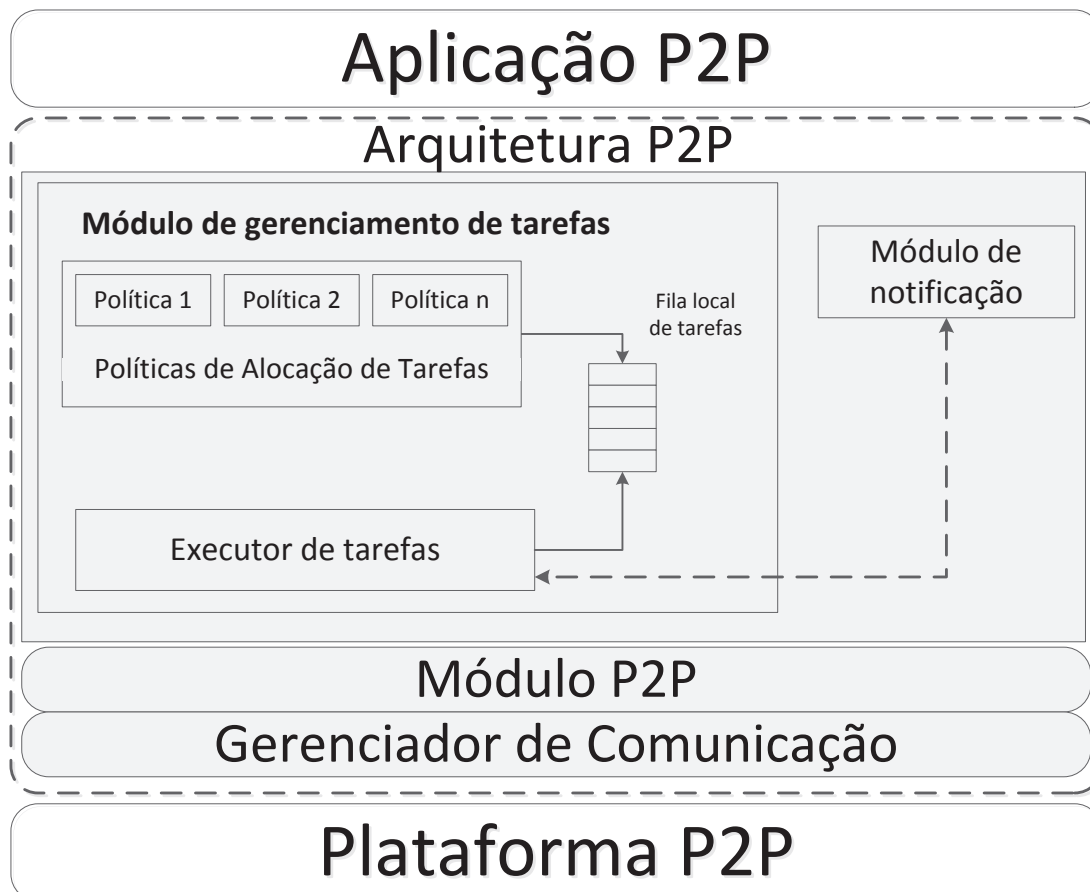 Aplicação P2P
Arquitetura P2P
Módulo de gerenciamento de tarefas
Política 1
Política 2
Política n
Políticas de Alocação de Tarefas
Fila local
de tarefas
Módulo de
notificação
Executor de tarefas
Módulo P2P
Gerenciador de Comunicação
Plataforma P2P